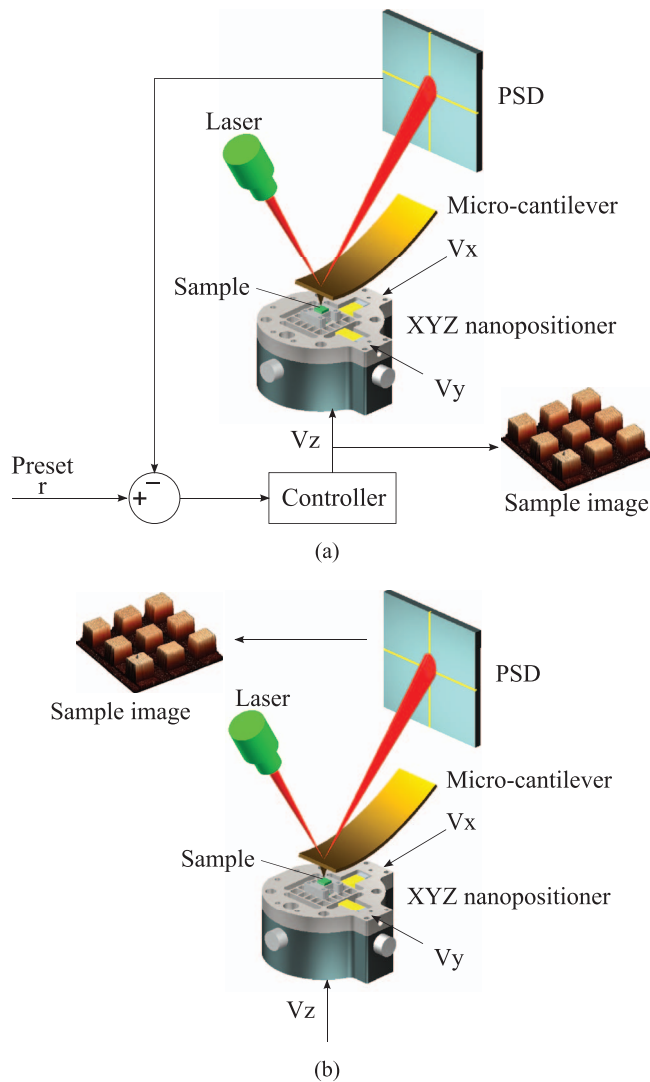 PSD
Laser
Micro-cantilever
Vx
Sample
XYZ nanopositioner
Vy
Vz
Preset
r
+
−
Controller
Sample image
(a)
PSD
Sample image
Laser
Micro-cantilever
Vx
Sample
XYZ nanopositioner
Vy
Vz
(b)